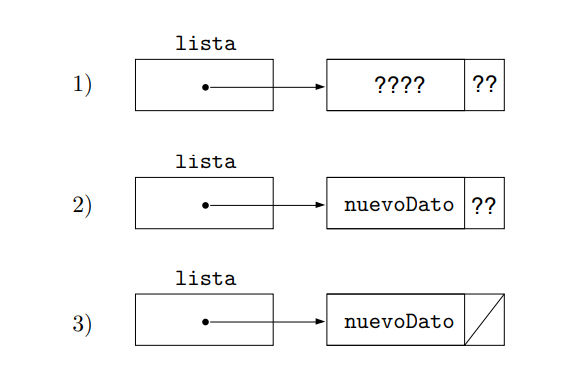 lista
1) ???? ??
lista
2) nuevoDato ??
lista
3) nuevoDato